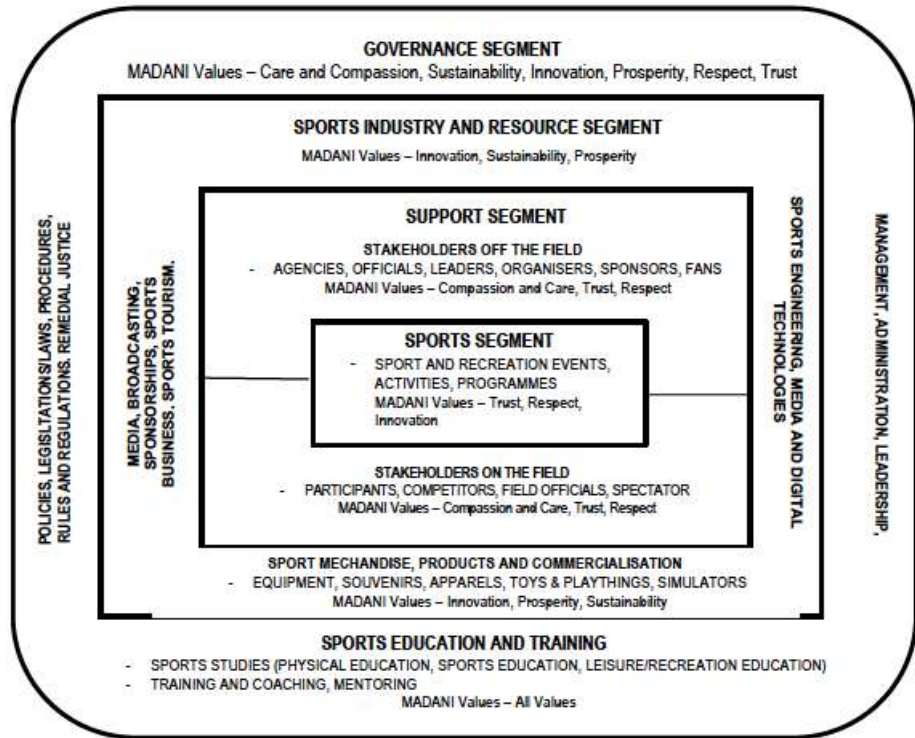 GOVERNANCE SEGMENT
MADANI Values – Care and Compassion, Sustainability, Innovation, Prosperity, Respect, Trust
SPORTS INDUSTRY AND RESOURCE SEGMENT
MADANI Values – Innovation, Sustainability, Prosperity
POLICIES, LEGISLTATIONS/LAWS, PROCEDURES,
RULES AND REGULATIONS. REMEDIAL JUSTICE
MEDIA, BROADCASTING,
SPONSORSHIPS, SPORTS
BUSINESS. SPORTS TOURISM.
SUPPORT SEGMENT
STAKEHOLDERS OFF THE FIELD
- AGENCIES, OFFICIALS, LEADERS, ORGANISERS, SPONSORS, FANS
MADANI Values – Compassion and Care, Trust, Respect
SPORTS SEGMENT
- SPORT AND RECREATION EVENTS,
ACTIVITIES, PROGRAMMES
MADANI Values – Trust, Respect,
Innovation
STAKEHOLDERS ON THE FIELD
- PARTICIPANTS, COMPETITORS, FIELD OFFICIALS, SPECTATOR
MADANI Values – Compassion and Care, Trust, Respect
SPORTS ENGINEERING, MEDIA AND DIGITAL
TECHNOLOGIES
MANAGEMENT, ADMINISTRATION, LEADERSHIP,
SPORT MECHANDISE, PRODUCTS AND COMMERCIALISATION
- EQUIPMENT, SOUVENIRS, APPARELS, TOYS & PLAYTHINGS, SIMULATORS
MADANI Values – Innovation, Prosperity, Sustainability
SPORTS EDUCATION AND TRAINING
- SPORTS STUDIES (PHYSICAL EDUCATION, SPORTS EDUCATION, LEISURE/RECREATION EDUCATION)
- TRAINING AND COACHING, MENTORING
MADANI Values – All Values